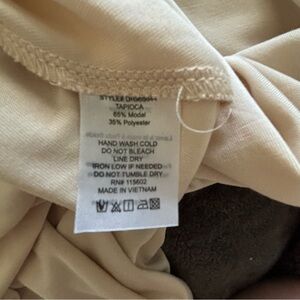 TAPIOCA
65% Modal
35% Polyester
HAND WASH COLD
DO NOT BLEACH
LINE DRY
IRON LOW IF NEEDED
DO NOT TUMBLE DRY
RN# 115602
MADE IN VIETNAM